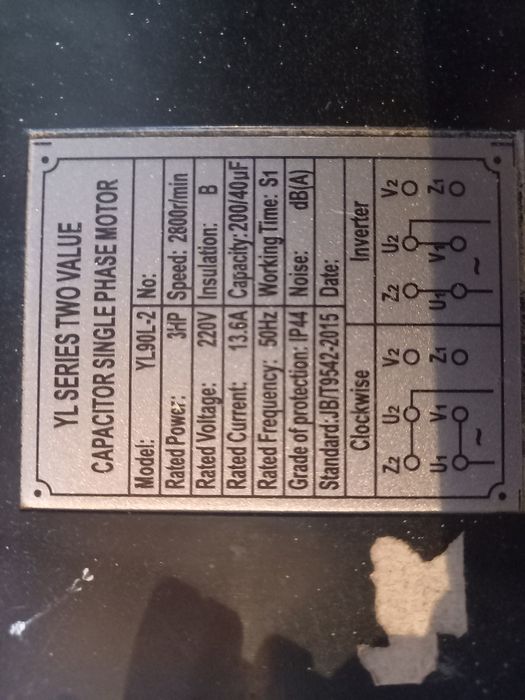 YL SERIES TWO VALUE
CAPACITOR SINGLE PHASE MOTOR
Model: YL90L-2 No:
Rated Power: 3HP Speed: 2800r/min
Rated Voltage: 220V Insulation: B
Rated Current: 13.6A Capacity: 200/40μF
Rated Frequency: 50Hz Working Time: S1
Grade of protection: IP44 Noise: dB(A)
Standard: JB/T9542-2015 Date:
Clockwise Inverter
Z2 U2 V2 Z2 U2 V2
U1 V1 Z1 U1 V1 Z1
~ ~